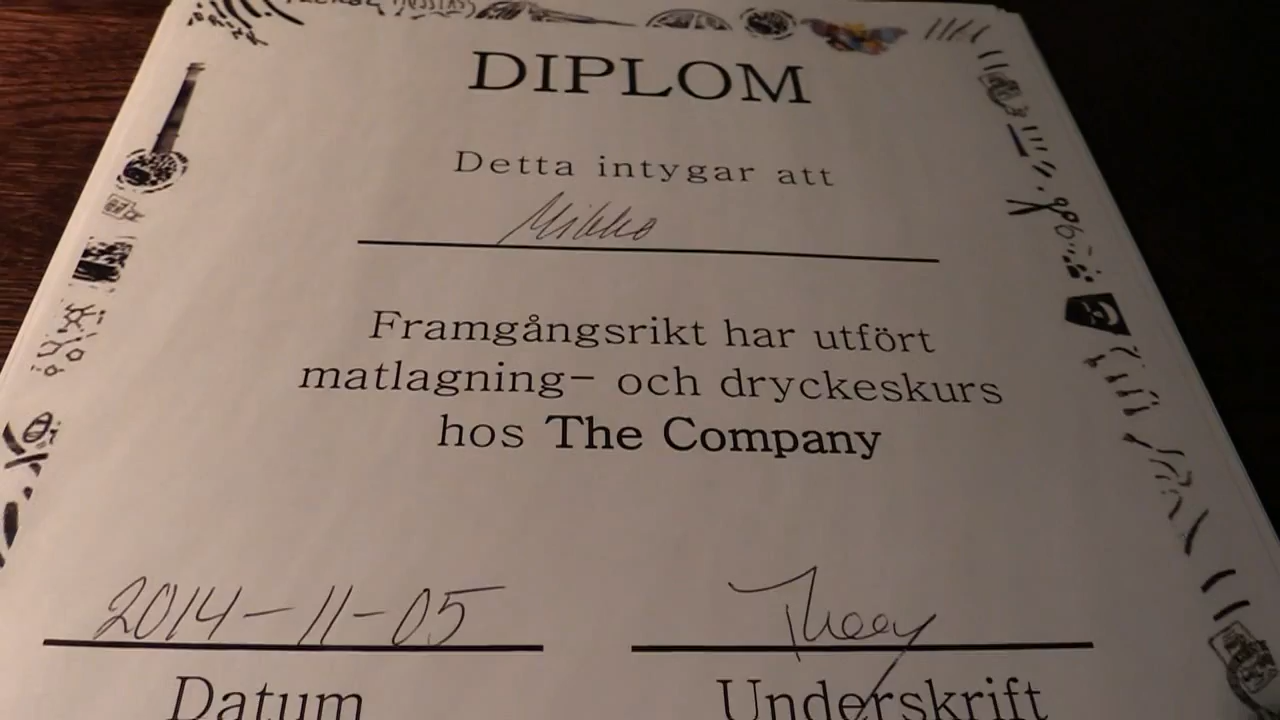 DIPLOM
Detta intygar att
Mikko
Framgångsrikt har utfört
matlagning- och dryckeskurs
hos The Company
2014-11-05
Datum
Underskrift